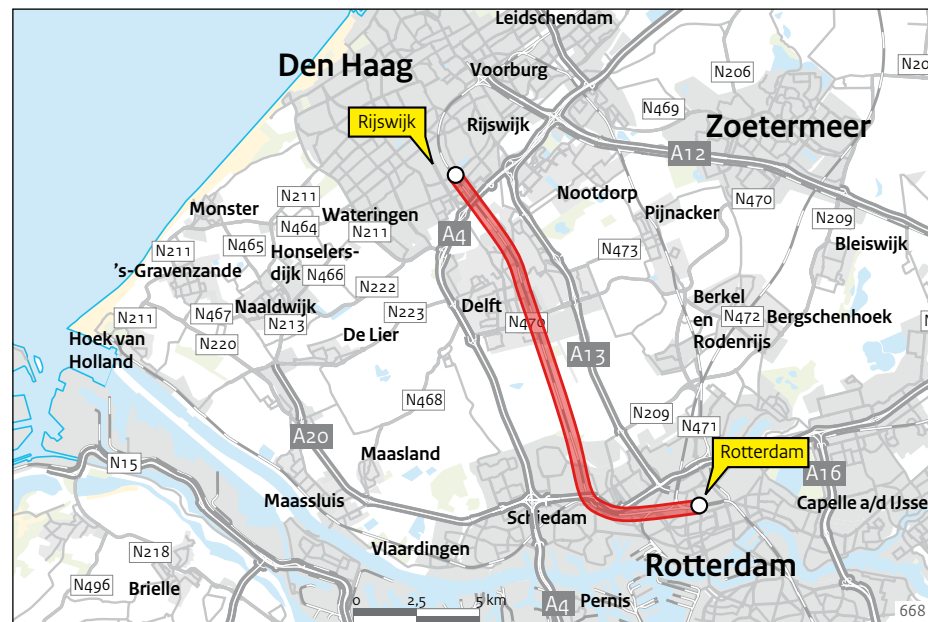 Leidschendam
Den Haag
Voorburg
N206
N20
N469
Rijswijk
Rijswijk
Zoetermeer
A12
Nootdorp
N470
N211
Monster
Wateringen
Pijnacker
N464
N211
A4
N209
N211
N465
Honselers-
dijk
N473
Bleiswijk
's-Gravenzande
N466
N222
Berkel
en
Rodenrijs
N211
N467
Naaldwijk
N223
Delft
N470
N472
Bergschenhoek
N213
De Lier
Hoek van
Holland
N220
A13
N468
N209
N471
A20
Maasland
Rotterdam
N15
A16
Maassluis
Capelle a/d IJsse
Schiedam
Vlaardingen
N218
Rotterdam
N496
Brielle
0 2,5 5 km
A4
Pernis
668